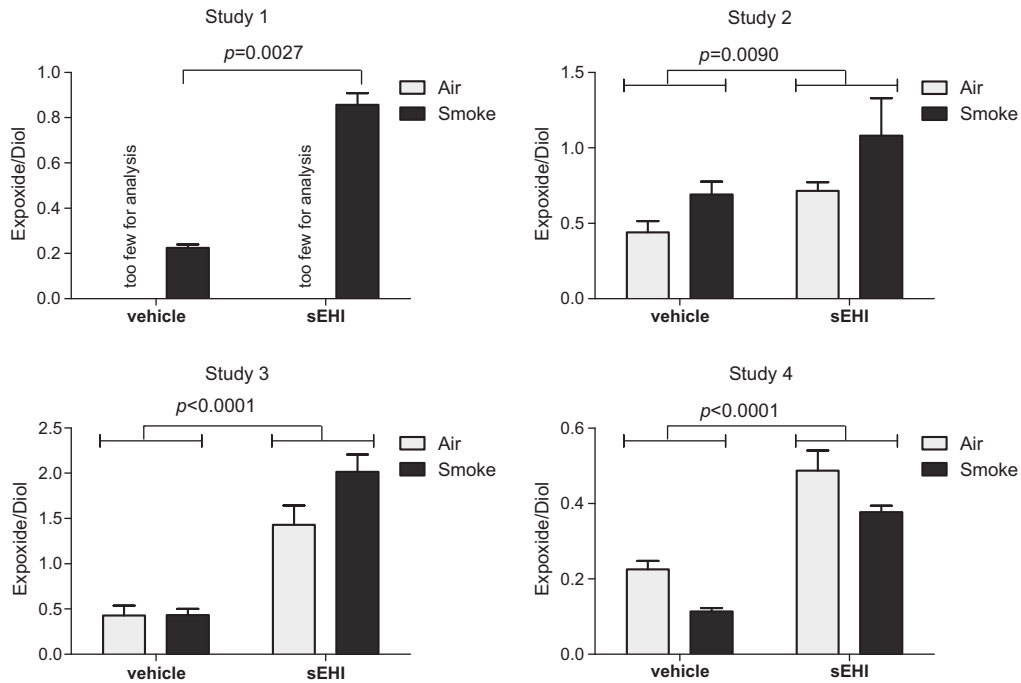 Study 1
p=0.0027
Expoxide/Diol
1.0
0.8
0.6
0.4
0.2
0.0
too few for analysis
too few for analysis
vehicle
sEHI
Air
Smoke
Study 2
p=0.0090
Expoxide/Diol
1.5
1.0
0.5
0.0
vehicle
sEHI
Air
Smoke
Study 3
p<0.0001
Expoxide/Diol
2.5
2.0
1.5
1.0
0.5
0.0
vehicle
sEHI
Air
Smoke
Study 4
p<0.0001
Expoxide/Diol
0.6
0.4
0.2
0.0
vehicle
sEHI
Air
Smoke